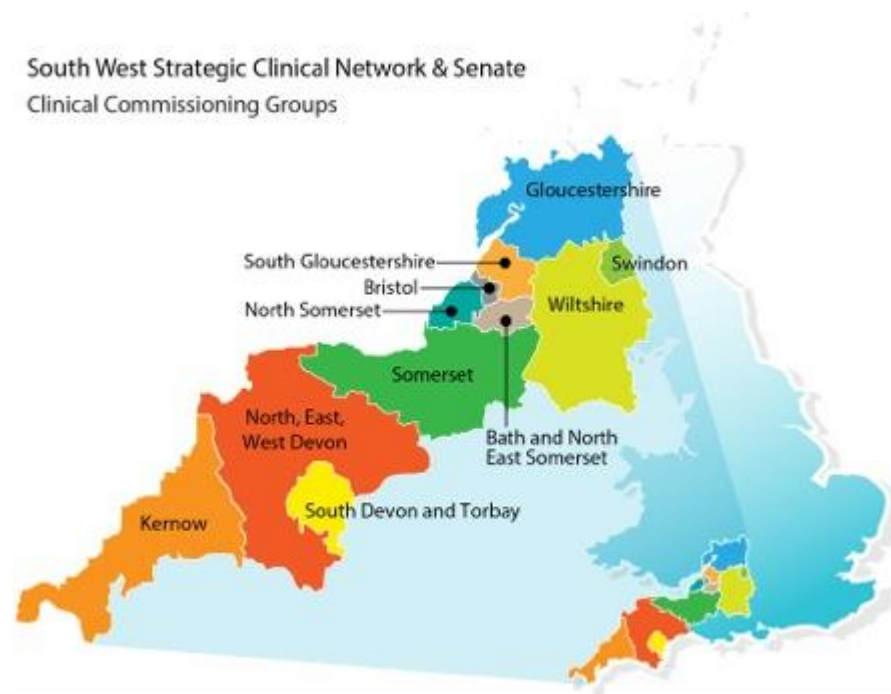 South West Strategic Clinical Network & Senate
Clinical Commissioning Groups
Gloucestershire
South Gloucestershire
Swindon
Bristol
North Somerset
Wiltshire
Somerset
North, East,
West Devon
Bath and North
East Somerset
South Devon and Torbay
Kernow